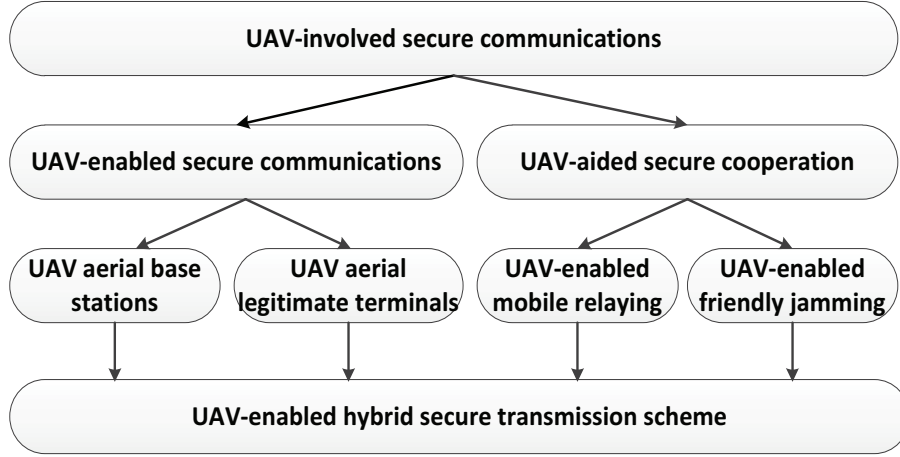 UAV-involved secure communications
UAV-enabled secure communications
UAV-aided secure cooperation
UAV aerial base
stations
UAV aerial
legitimate terminals
UAV-enabled
mobile relaying
UAV-enabled
friendly jamming
UAV-enabled hybrid secure transmission scheme